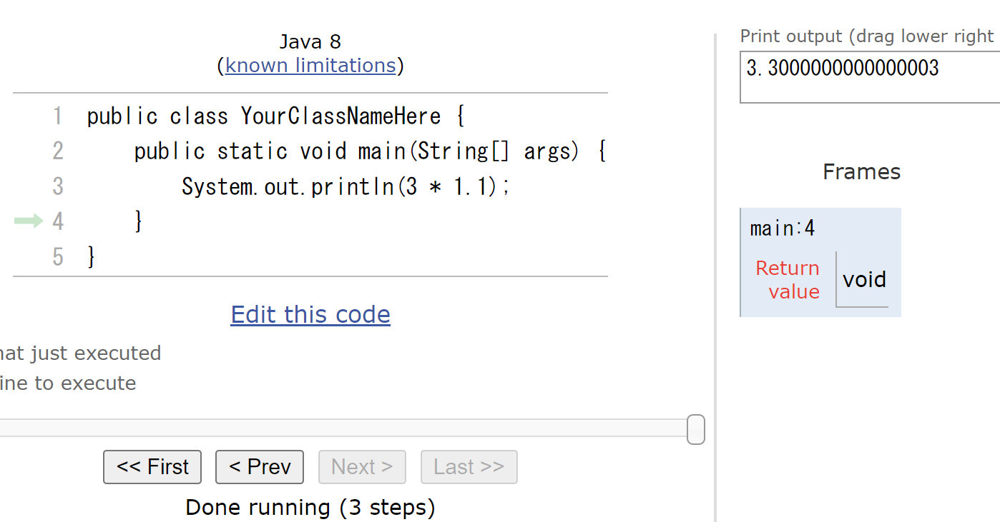 Java 8
(known limitations)
1 public class YourClassNameHere {
2     public static void main(String[] args) {
3         System.out.println(3 * 1.1);
4     }
5 }
Edit this code
just executed
to execute
<< First
< Prev
Next >
Last >>
Done running (3 steps)
Print output (drag lower right
3.3000000000000003
Frames
main:4
Return
value
void